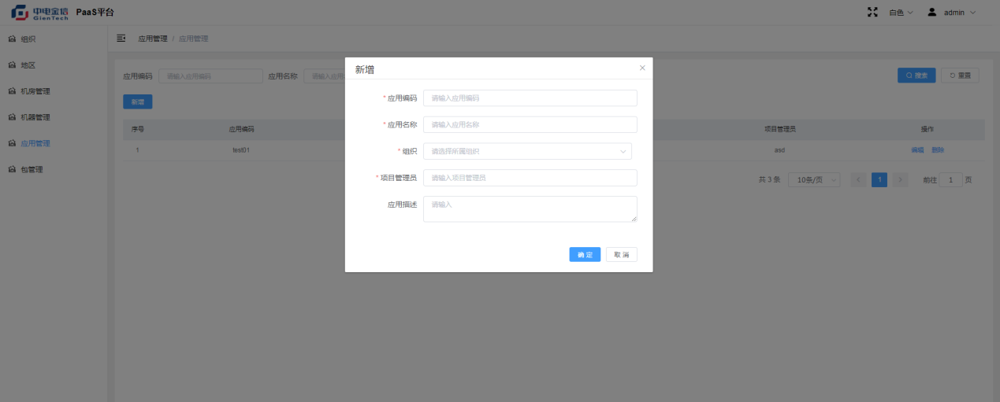 中电金信 GienTech PaaS平台 白色 admin
组织
地区
机房管理
机器管理
应用管理
包管理
应用管理 / 应用管理
应用编码 请输入应用编码 应用名称 请输入应用 搜索 重置
新增
序号 应用编码 项目管理员 操作
1 test01 asd 编辑 删除
共 3 条 10条/页 < 1 > 前往 1 页
新增 ×
* 应用编码 请输入应用编码
* 应用名称 请输入应用名称
* 组织 请选择所属组织
* 项目管理员 请输入项目管理员
应用描述 请输入
确 定 取 消